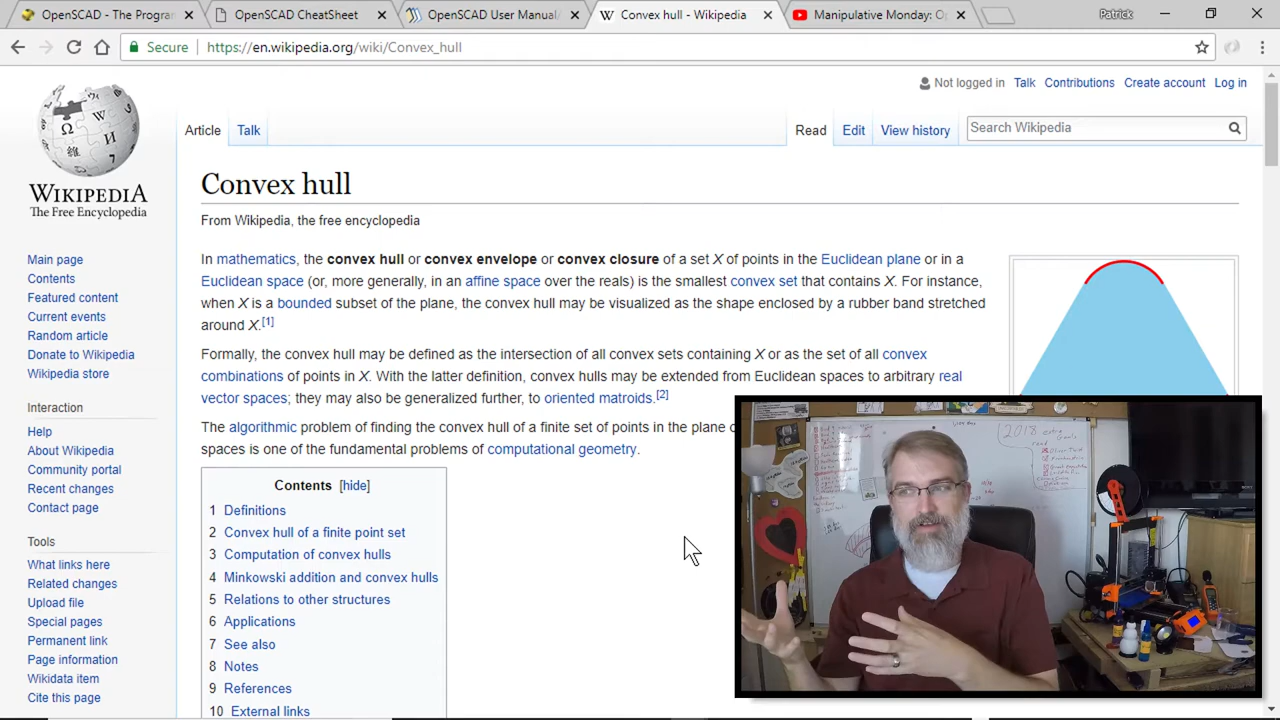 OpenSCAD - The Program
OpenSCAD CheatSheet
OpenSCAD User Manual/
Convex hull - Wikipedia
Manipulative Monday: O
Patrick
Secure
https://en.wikipedia.org/wiki/Convex_hull
Not logged in Talk Contributions Create account Log in
Article Talk
Read Edit View history
Search Wikipedia
WIKIPEDIA
The Free Encyclopedia
Main page
Contents
Featured content
Current events
Random article
Donate to Wikipedia
Wikipedia store
Interaction
Help
About Wikipedia
Community portal
Recent changes
Contact page
Tools
What links here
Related changes
Upload file
Special pages
Permanent link
Page information
Wikidata item
Cite this page
Convex hull
From Wikipedia, the free encyclopedia
In mathematics, the convex hull or convex envelope or convex closure of a set X of points in the Euclidean plane or in a
Euclidean space (or, more generally, in an affine space over the reals) is the smallest convex set that contains X. For instance,
when X is a bounded subset of the plane, the convex hull may be visualized as the shape enclosed by a rubber band stretched
around X.[1]
Formally, the convex hull may be defined as the intersection of all convex sets containing X or as the set of all convex
combinations of points in X. With the latter definition, convex hulls may be extended from Euclidean spaces to arbitrary real
vector spaces; they may also be generalized further, to oriented matroids.[2]
The algorithmic problem of finding the convex hull of a finite set of points in the plane
spaces is one of the fundamental problems of computational geometry.
Contents [hide]
1 Definitions
2 Convex hull of a finite point set
3 Computation of convex hulls
4 Minkowski addition and convex hulls
5 Relations to other structures
6 Applications
7 See also
8 Notes
9 References
10 External links
2018 extra
Goals